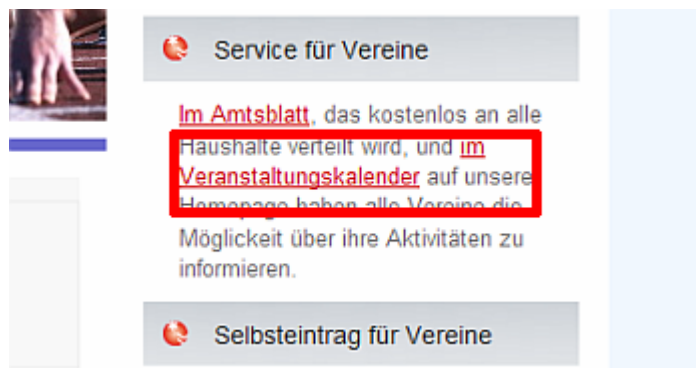 Service für Vereine
Im Amtsblatt, das kostenlos an alle
Haushalte verteilt wird, und im
Veranstaltungskalender auf unsere
Homepage haben alle Vereine die
Möglickeit über ihre Aktivitäten zu
informieren.
Selbsteintrag für Vereine